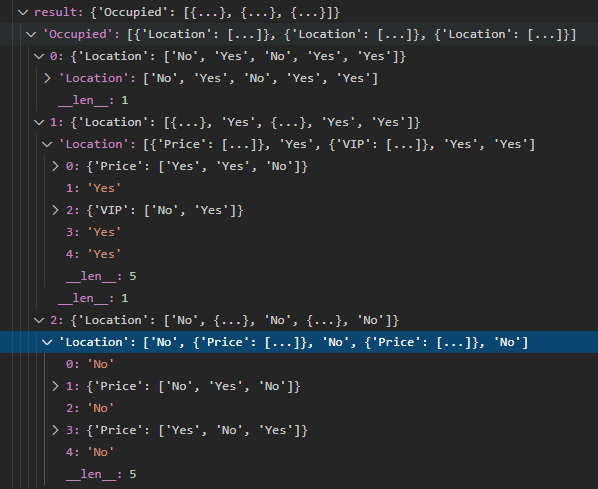 result: {'Occupied': [{...}, {...}, {...}]}
'Occupied': [{'Location': [...]}, {'Location': [...]}, {'Location': [...]}]
0: {'Location': ['No', 'Yes', 'No', 'Yes', 'Yes']}
'Location': ['No', 'Yes', 'No', 'Yes', 'Yes']
__len__: 1
1: {'Location': [{...}, 'Yes', {...}, 'Yes', 'Yes']}
'Location': [{'Price': [...]}, 'Yes', {'VIP': [...]}, 'Yes', 'Yes']
0: {'Price': ['Yes', 'Yes', 'No']}
1: 'Yes'
2: {'VIP': ['No', 'Yes']}
3: 'Yes'
4: 'Yes'
__len__: 5
__len__: 1
2: {'Location': ['No', {...}, 'No', {...}, 'No']}
'Location': ['No', {'Price': [...]}, 'No', {'Price': [...]}, 'No']
0: 'No'
1: {'Price': ['No', 'Yes', 'No']}
2: 'No'
3: {'Price': ['Yes', 'No', 'Yes']}
4: 'No'
__len__: 5